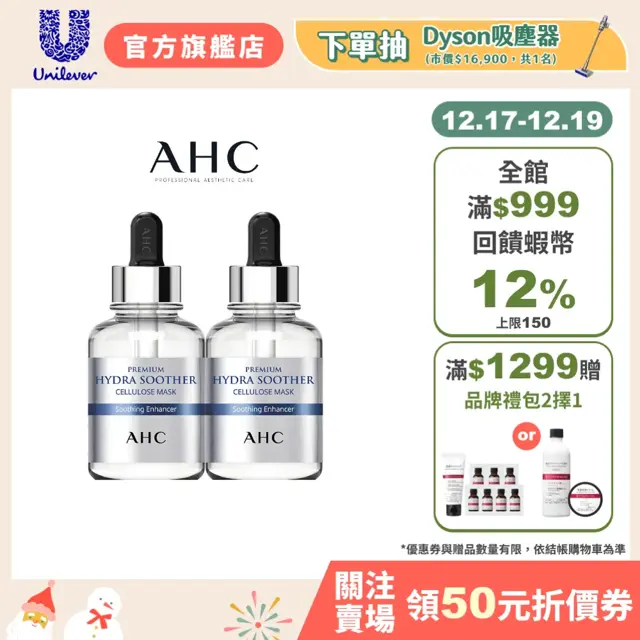 Unilever
官方旗艦店
下單抽
Dyson吸塵器
(市價$16,900，共1名)
12.17-12.19
AHC
PROFESSIONAL AESTHETIC CARE
全館
滿$999
回饋蝦幣
12%
上限150
滿$1299贈
品牌禮包2擇1
or
AHC
PREMIUM
HYDRA SOOTHER
CELLULOSE MASK
Soothing Enhancer
AHC
AHC
PREMIUM
HYDRA SOOTHER
CELLULOSE MASK
Soothing Enhancer
AHC
*優惠券與贈品數量有限，依結帳購物車為準
關注
賣場
領50元折價券